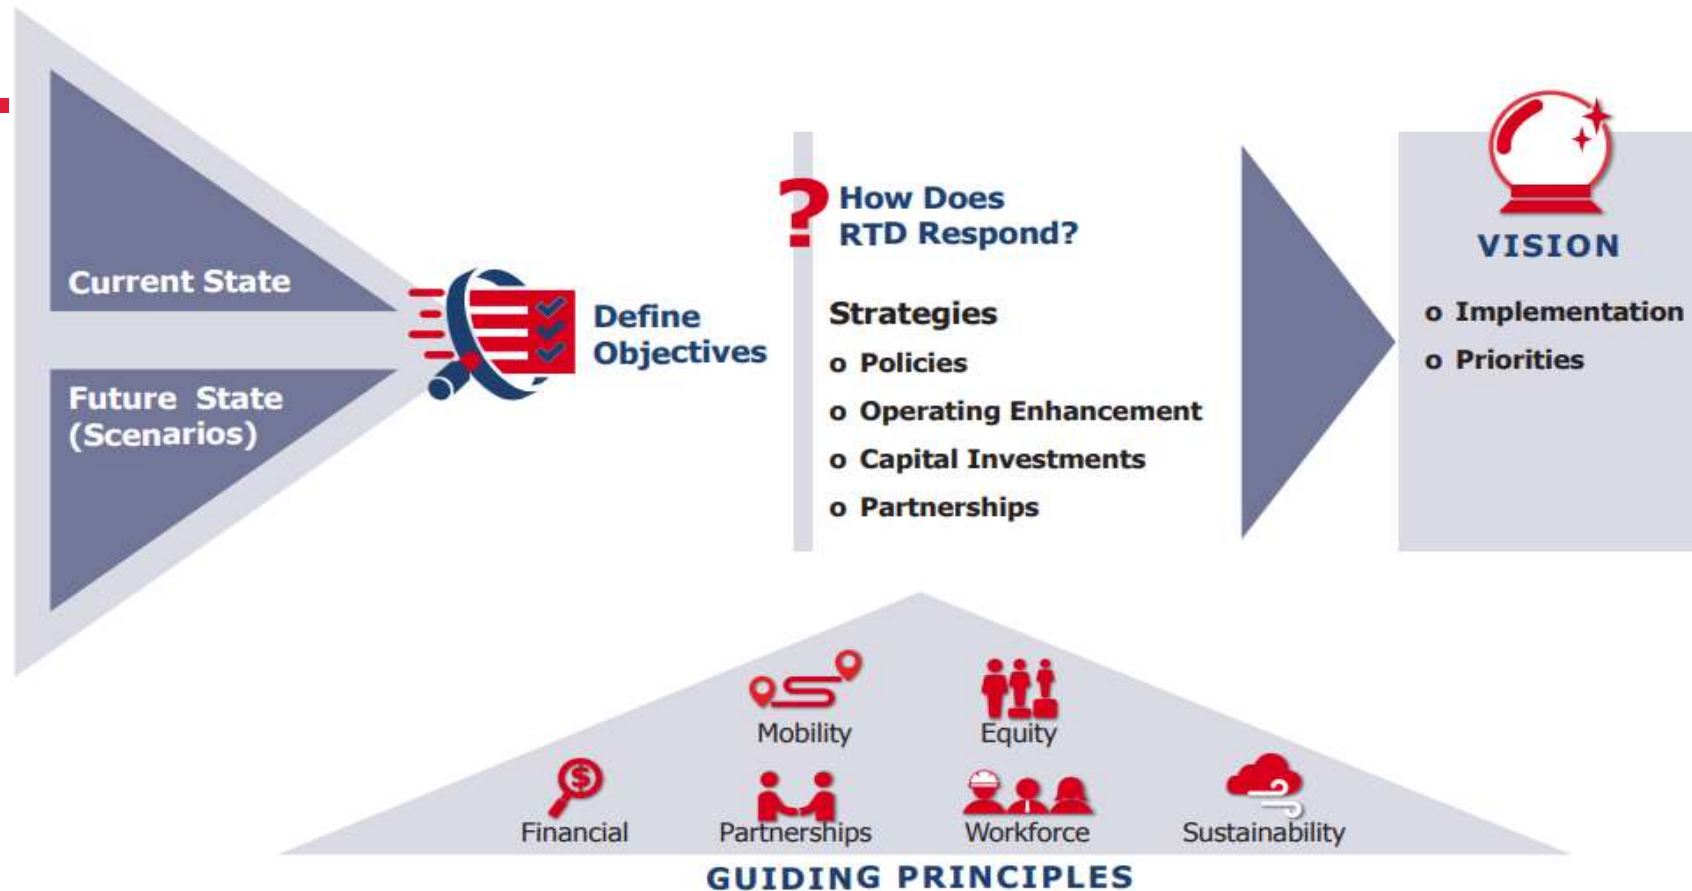 Current State
Future State
(Scenarios)
Define
Objectives
? How Does
RTD Respond?
Strategies
o Policies
o Operating Enhancement
o Capital Investments
o Partnerships
VISION
o Implementation
o Priorities
Mobility
Equity
$
Financial
Partnerships
Workforce
Sustainability
GUIDING PRINCIPLES